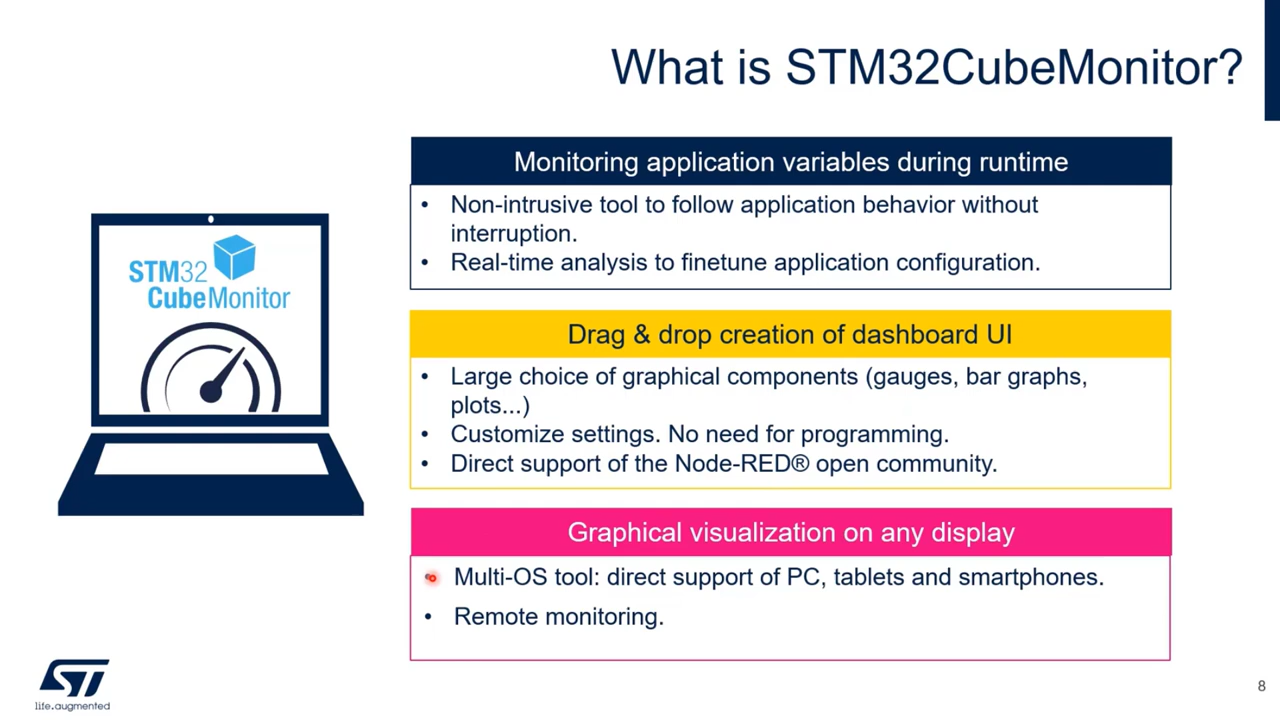 What is STM32CubeMonitor?
STM32
CubeMonitor
Monitoring application variables during runtime
• Non-intrusive tool to follow application behavior without
interruption.
• Real-time analysis to finetune application configuration.
Drag & drop creation of dashboard UI
• Large choice of graphical components (gauges, bar graphs,
plots...)
• Customize settings. No need for programming.
• Direct support of the Node-RED® open community.
Graphical visualization on any display
• Multi-OS tool: direct support of PC, tablets and smartphones.
• Remote monitoring.
ST
life.augmented
8